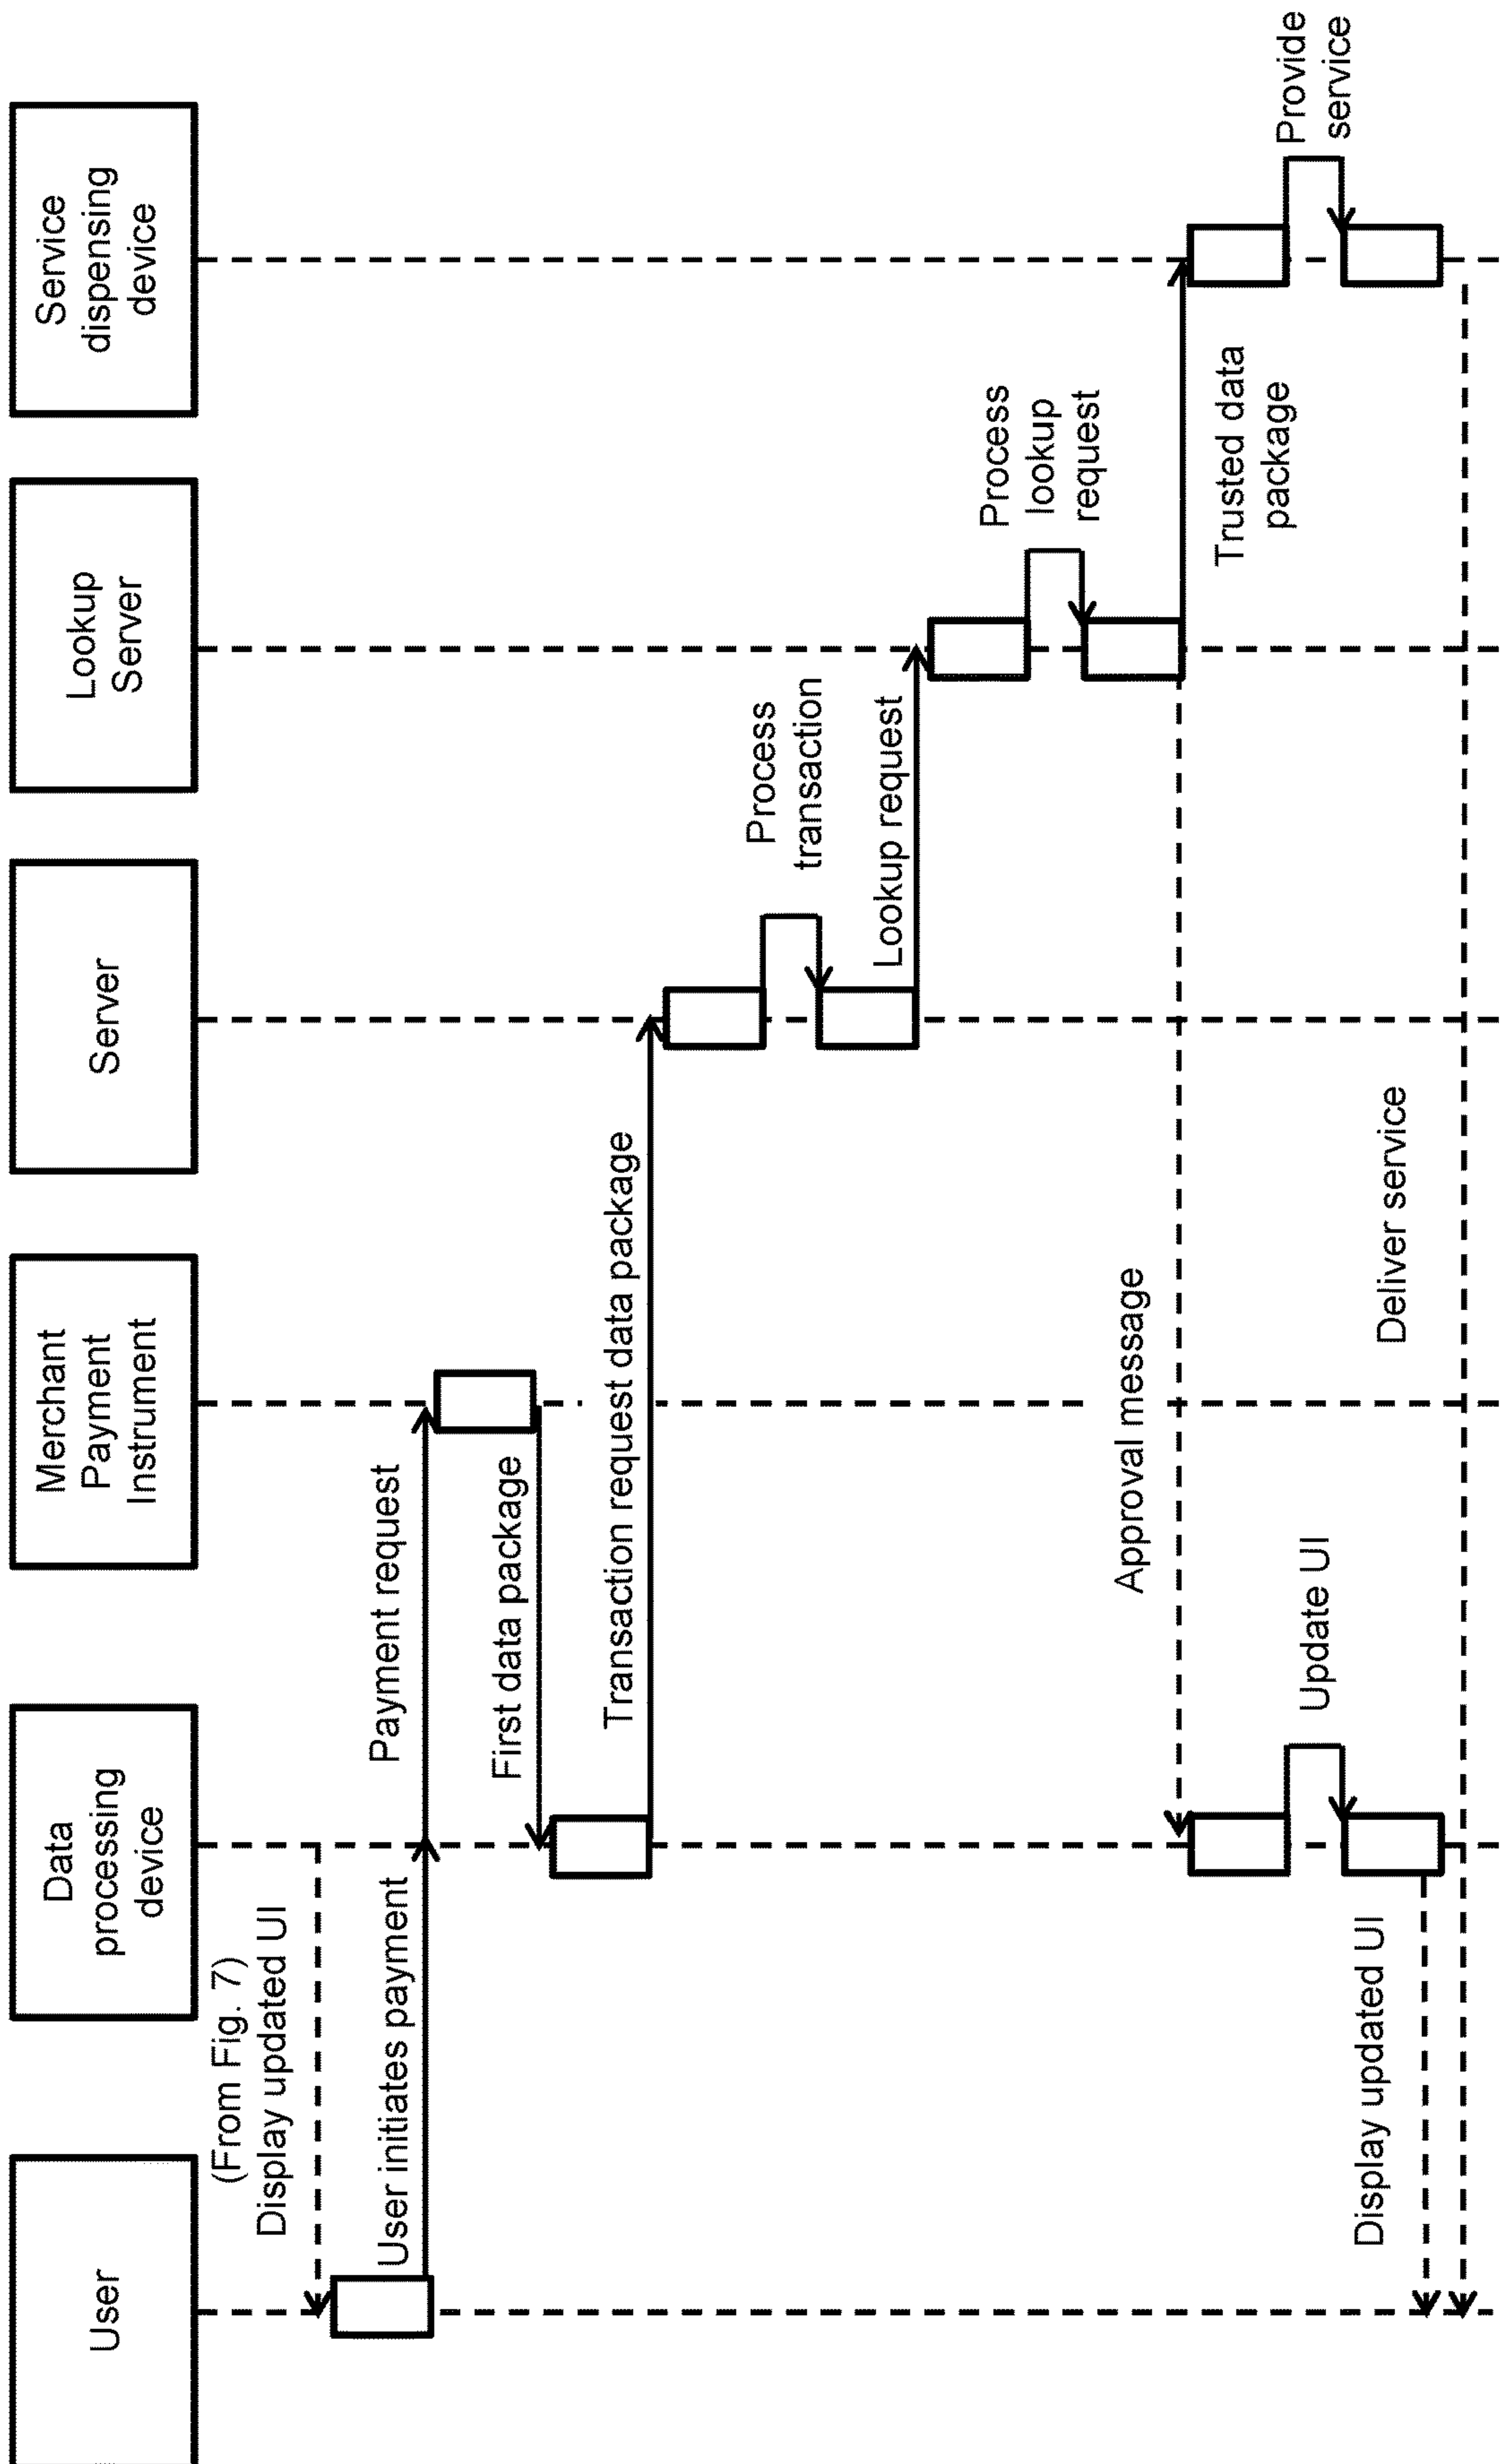 User
Data
processing
device
Merchant
Payment
Instrument
Server
Lookup
Server
Service
dispensing
device
(From Fig. 7)
Display updated UI
User initiates payment
Payment request
First data package
Transaction request data package
Process
transaction
Lookup request
Process
lookup
request
Approval message
Trusted data
package
Update UI
Provide
service
Display updated UI
Deliver service